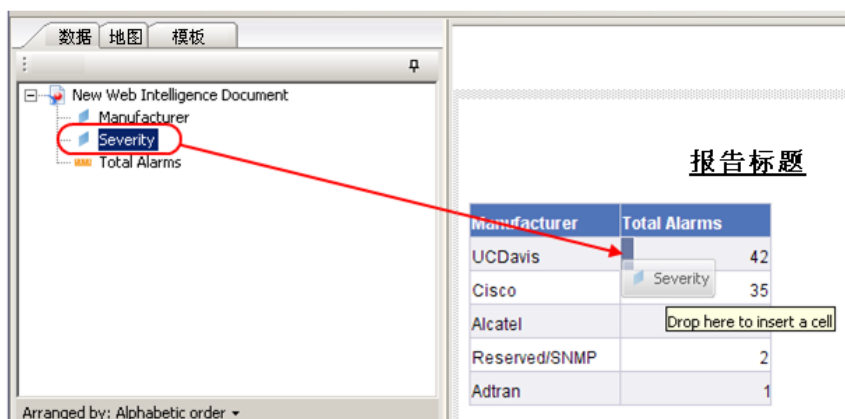 数据 地图 模板
New Web Intelligence Document
Manufacturer
Severity
Total Alarms
Arranged by: Alphabetic order
报告标题
Manufacturer Total Alarms
UCDavis 42
Severity
Cisco 35
Alcatel
Drop here to insert a cell
Reserved/SNMP 2
Adtran 1